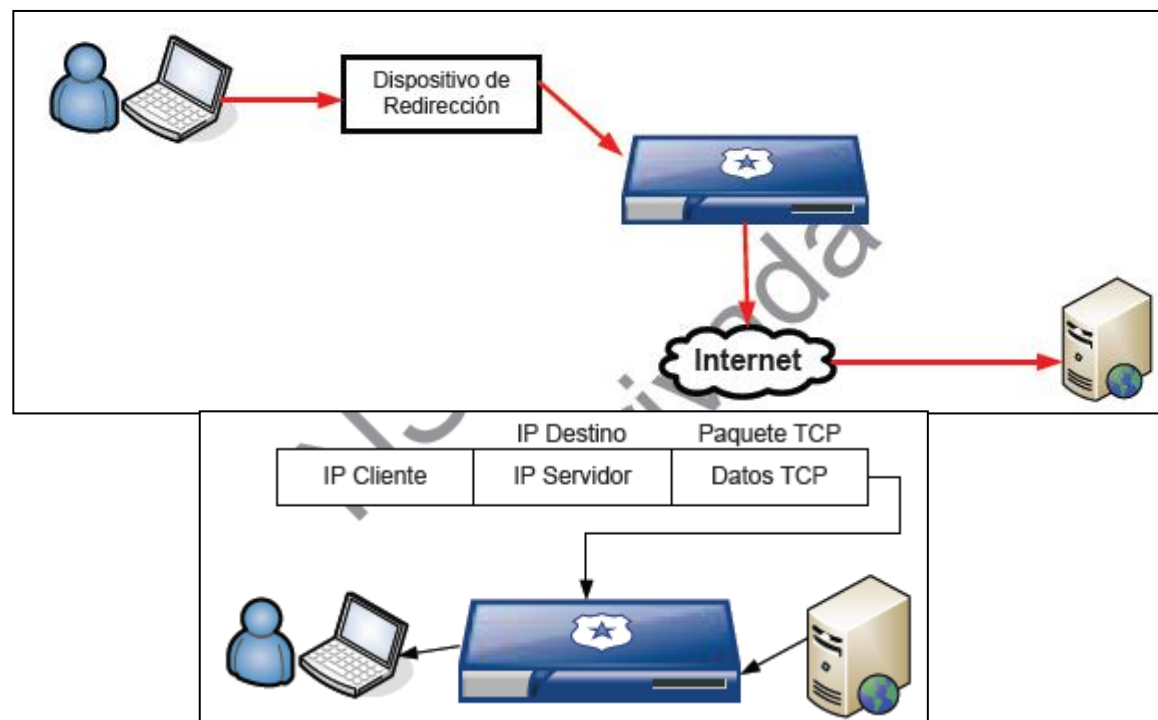 Dispositivo de
Redirección
Internet
IP Destino Paquete TCP
IP Cliente IP Servidor Datos TCP